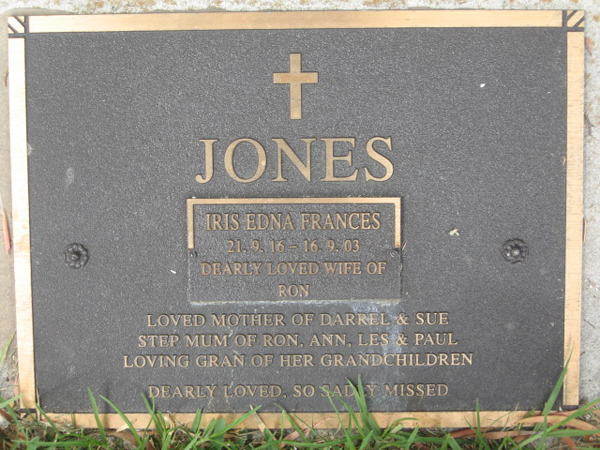 JONES
IRIS EDNA FRANCES
21. 9. 16 – 16. 9. 03
DEARLY LOVED WIFE OF
RON
LOVED MOTHER OF DARREL & SUE
STEP MUM OF RON, ANN, LES & PAUL
LOVING GRAN OF HER GRANDCHILDREN
DEARLY LOVED, SO SADLY MISSED